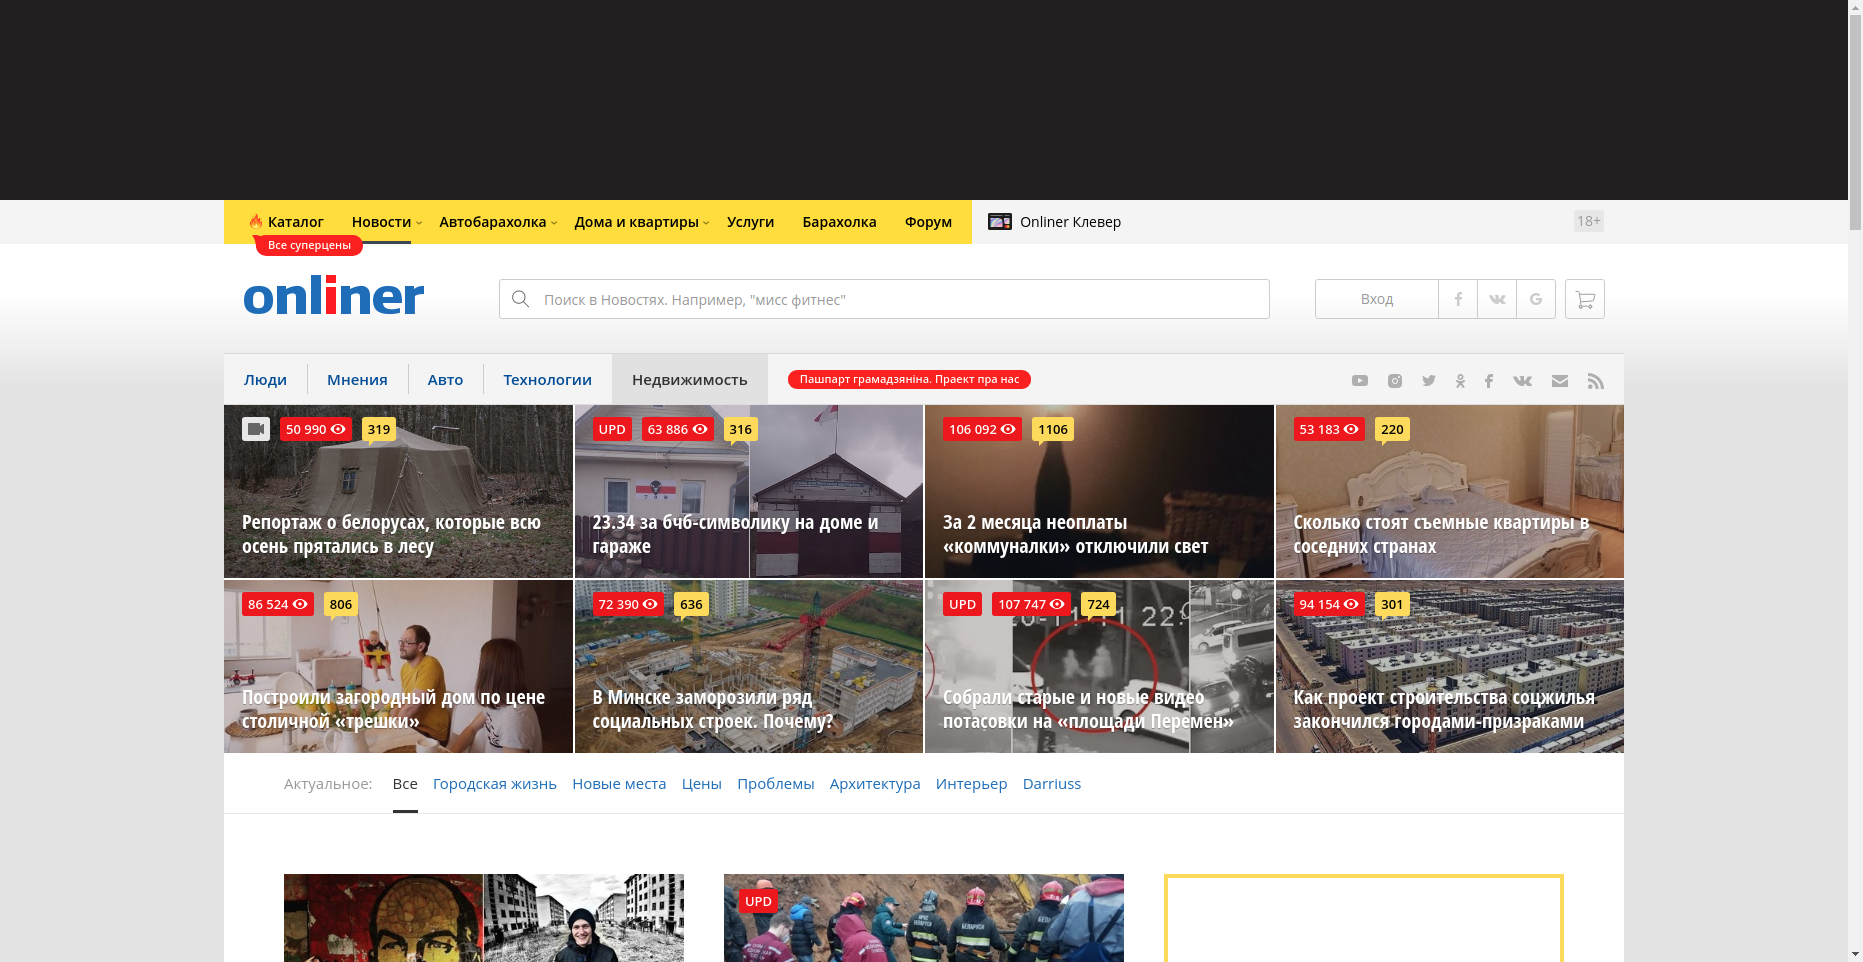 Каталог
Новости
Автобарахолка
Дома и квартиры
Услуги
Барахолка
Форум
Onliner Клевер
18+
Все суперцены
onliner
Поиск в Новостях. Например, "мисс фитнес"
Вход
Люди
Мнения
Авто
Технологии
Недвижимость
Пашпарт грамадзяніна. Праект пра нас
50 990
319
Репортаж о белорусах, которые всю
осень прятались в лесу
UPD
63 886
316
23.34 за бчб-символику на доме и
гараже
106 092
1106
За 2 месяца неоплаты
«коммуналки» отключили свет
53 183
220
Сколько стоят съемные квартиры в
соседних странах
86 524
806
Построили загородный дом по цене
столичной «трешки»
72 390
636
В Минске заморозили ряд
социальных строек. Почему?
UPD
107 747
724
Собрали старые и новые видео
потасовки на «площади Перемен»
94 154
301
Как проект строительства соцжилья
закончился городами-призраками
Актуальное:
Все
Городская жизнь
Новые места
Цены
Проблемы
Архитектура
Интерьер
Darriuss
UPD